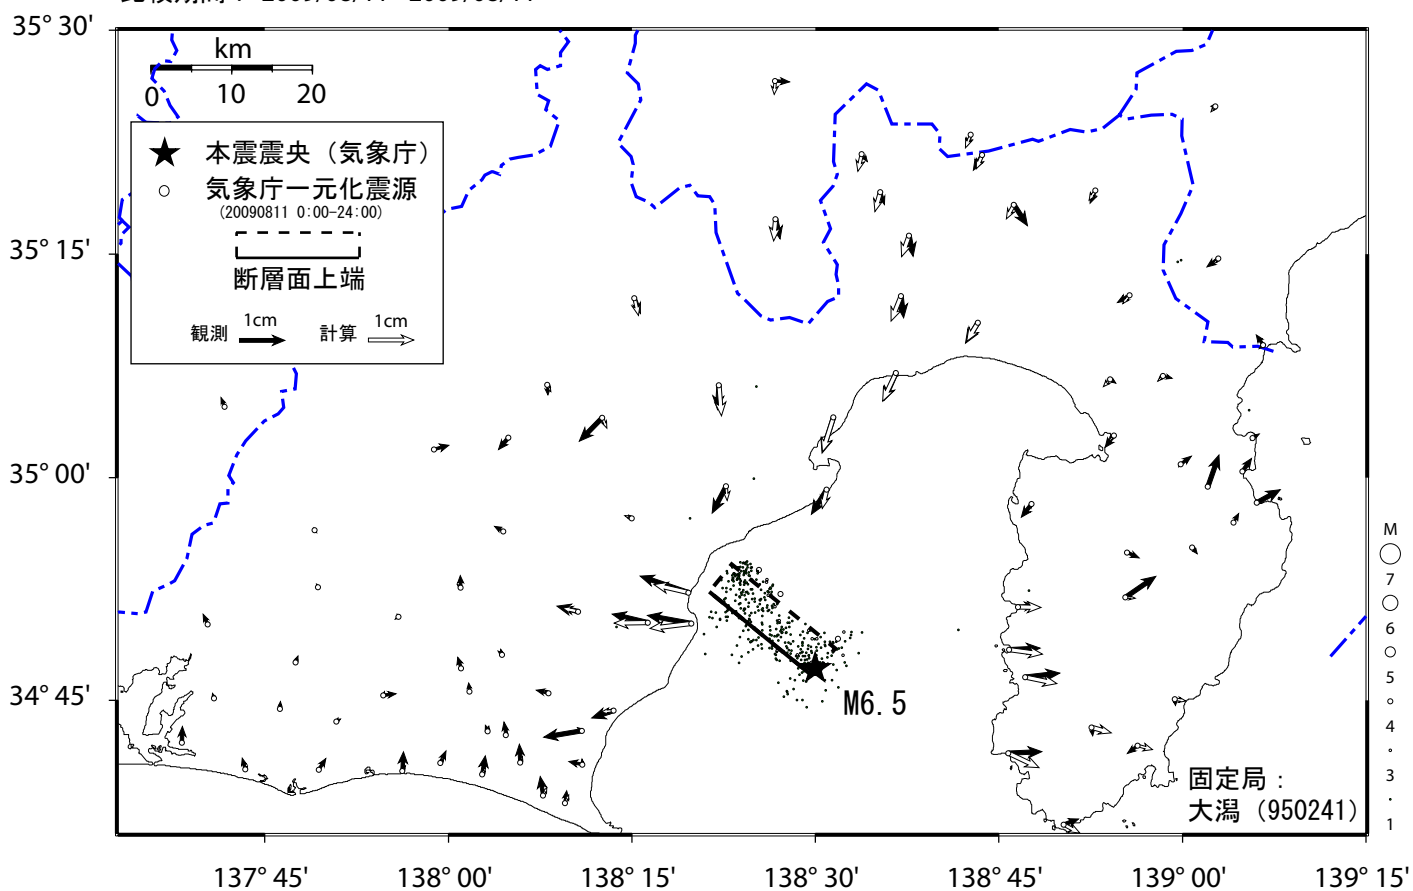 35° 30'
km
0 10 20
本震震央（気象庁）
気象庁一元化震源
(20090811 0:00-24:00)
断層面上端
観測 1cm 計算 1cm
35° 15'
35° 00'
34° 45'
M6.5
固定局：
大潟（950241）
M
7
6
5
4
3
1
137° 45' 138° 00' 138° 15' 138° 30' 138° 45' 139° 00' 139° 15'